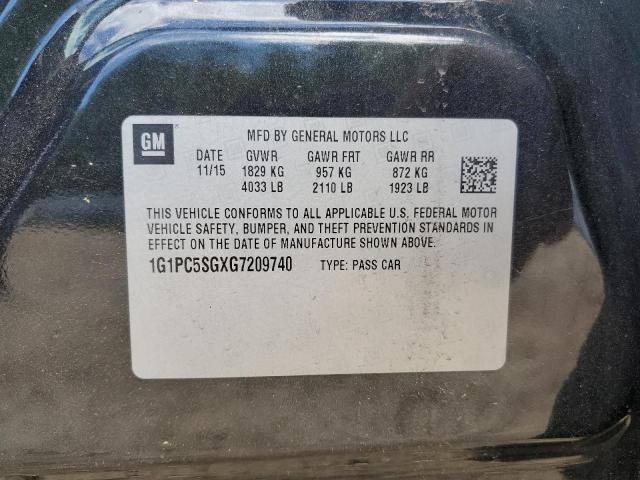 GM
MFD BY GENERAL MOTORS LLC
DATE GVWR GAWR FRT GAWR RR
11/15 1829 KG 957 KG 872 KG
4033 LB 2110 LB 1923 LB
THIS VEHICLE CONFORMS TO ALL APPLICABLE U.S. FEDERAL MOTOR
VEHICLE SAFETY, BUMPER, AND THEFT PREVENTION STANDARDS IN
EFFECT ON THE DATE OF MANUFACTURE SHOWN ABOVE.
1G1PC5SGXG7209740 TYPE: PASS CAR